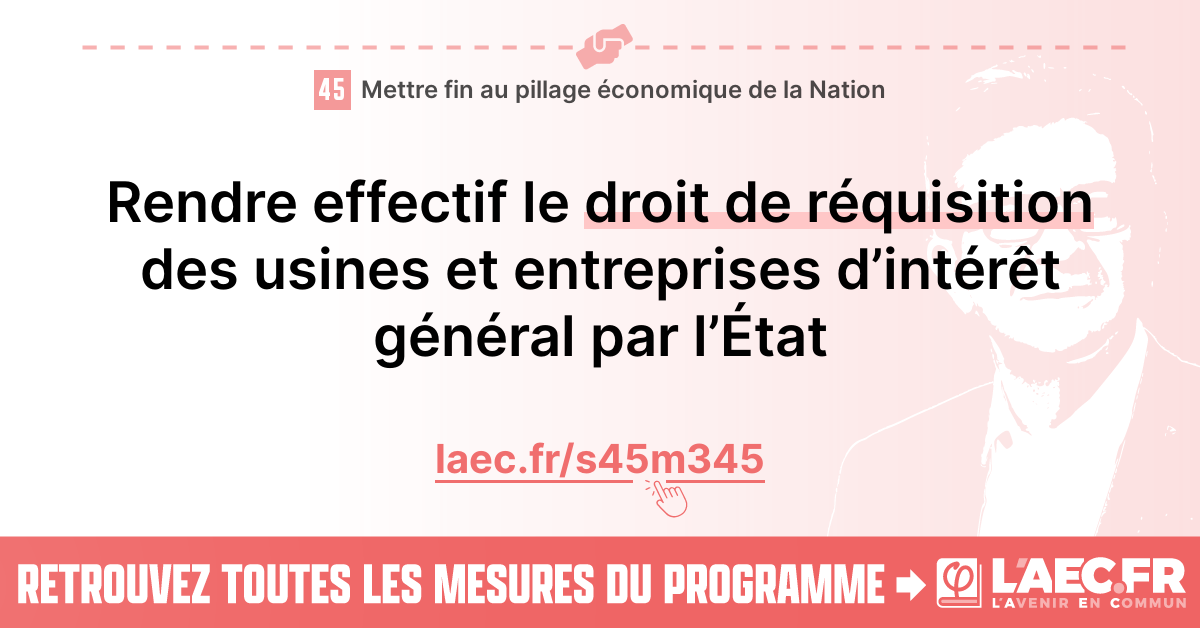 45 Mettre fin au pillage économique de la Nation
Rendre effectif le droit de réquisition
des usines et entreprises d’intérêt
général par l’État
laec.fr/s45m345
RETROUVEZ TOUTES LES MESURES DU PROGRAMME
φ L'AEC.FR
L'AVENIR EN COMMUN